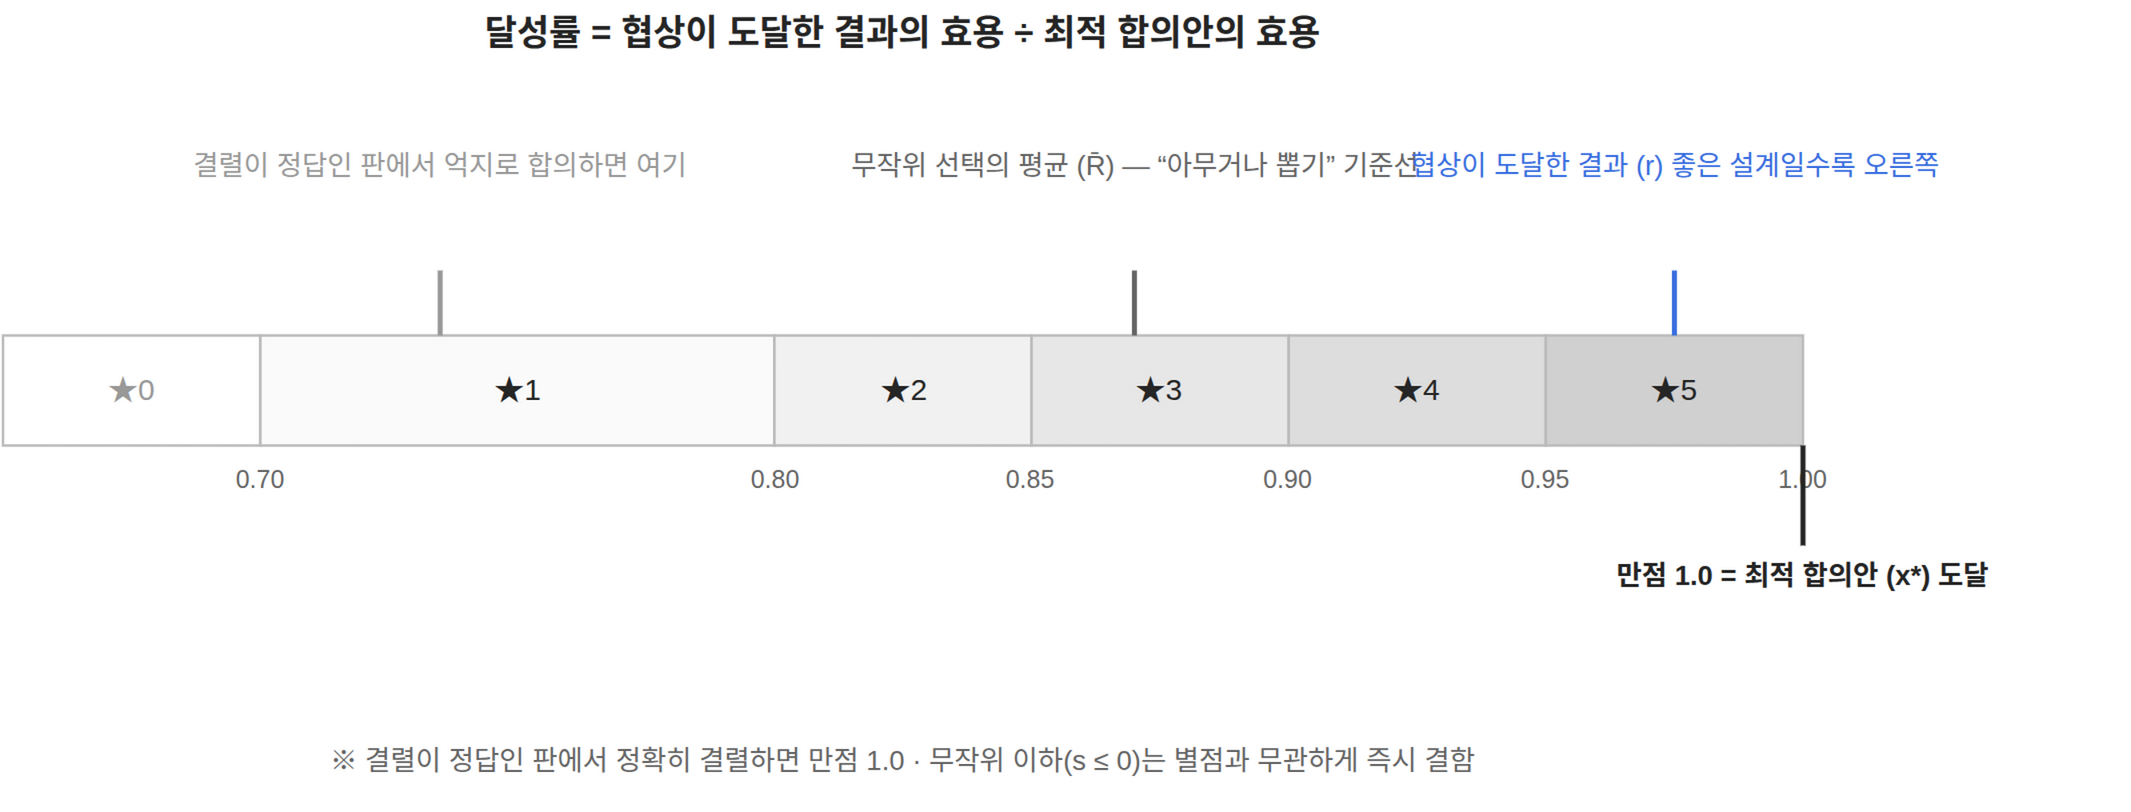 달성률 = 협상이 도달한 결과의 효용 ÷ 최적 합의안의 효용
결렬이 정답인 판에서 억지로 합의하면 여기
무작위 선택의 평균 (R̄) — “아무거나 뽑기” 기준선
협상이 도달한 결과 (r) 좋은 설계일수록 오른쪽
★0
★1
★2
★3
★4
★5
0.70
0.80
0.85
0.90
0.95
1.00
만점 1.0 = 최적 합의안 (x*) 도달
※ 결렬이 정답인 판에서 정확히 결렬하면 만점 1.0 · 무작위 이하(s ≤ 0)는 별점과 무관하게 즉시 결함